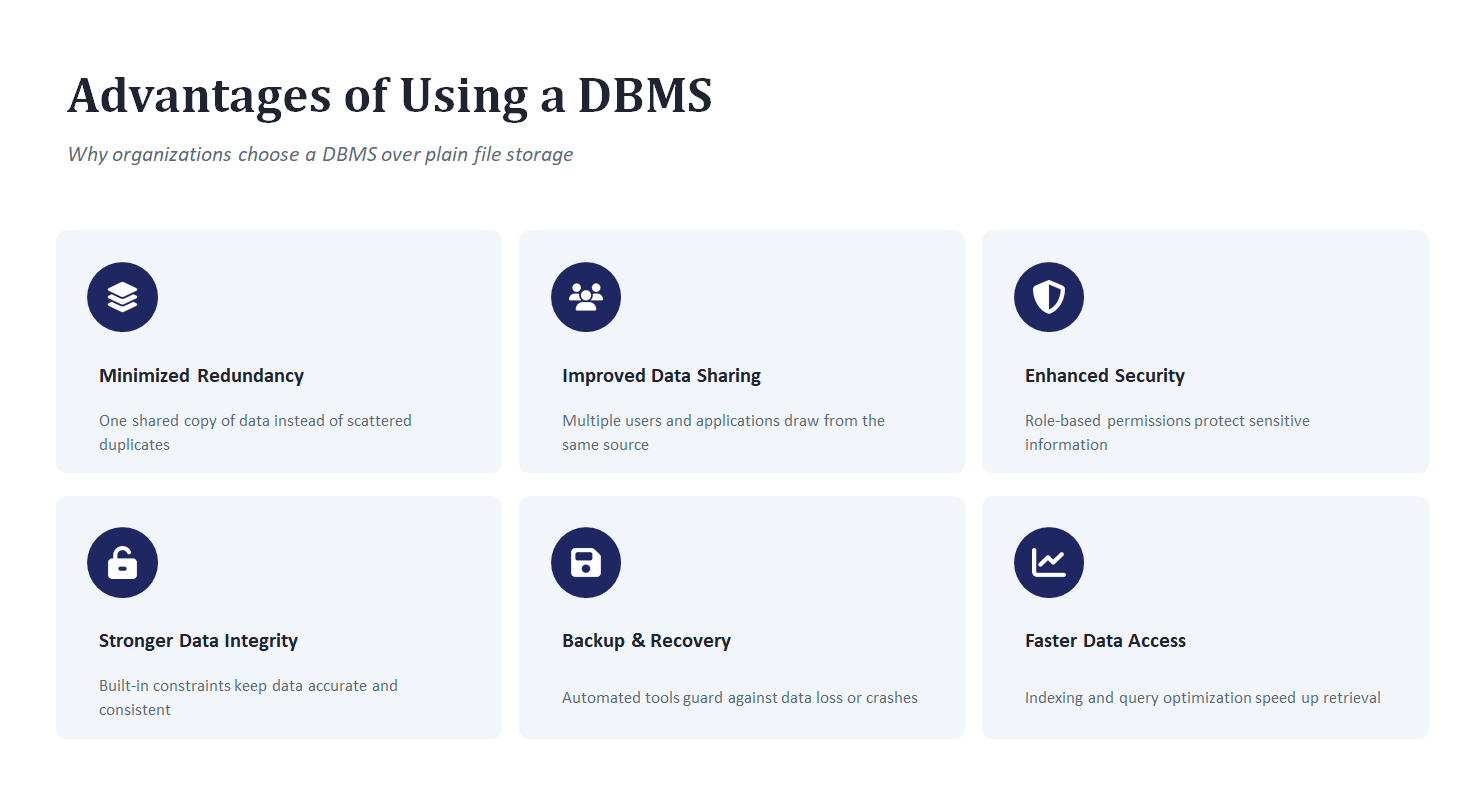 Advantages of Using a DBMS
Why organizations choose a DBMS over plain file storage
Minimized Redundancy
One shared copy of data instead of scattered
duplicates
Improved Data Sharing
Multiple users and applications draw from the
same source
Enhanced Security
Role-based permissions protect sensitive
information
Stronger Data Integrity
Built-in constraints keep data accurate and
consistent
Backup & Recovery
Automated tools guard against data loss or crashes
Faster Data Access
Indexing and query optimization speed up retrieval